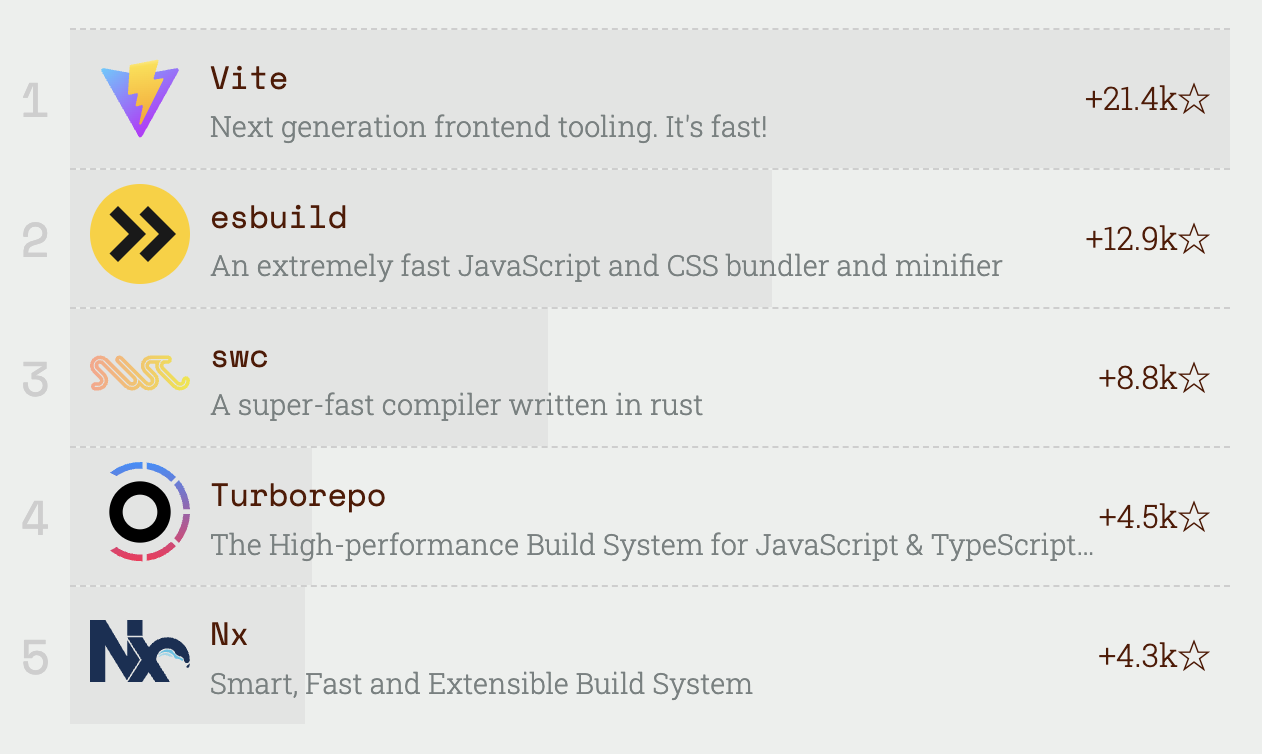 1
Vite
Next generation frontend tooling. It's fast!
+21.4k☆
2
esbuild
An extremely fast JavaScript and CSS bundler and minifier
+12.9k☆
3
swc
A super-fast compiler written in rust
+8.8k☆
4
Turborepo
The High-performance Build System for JavaScript & TypeScript...
+4.5k☆
5
Nx
Nx
Smart, Fast and Extensible Build System
+4.3k☆